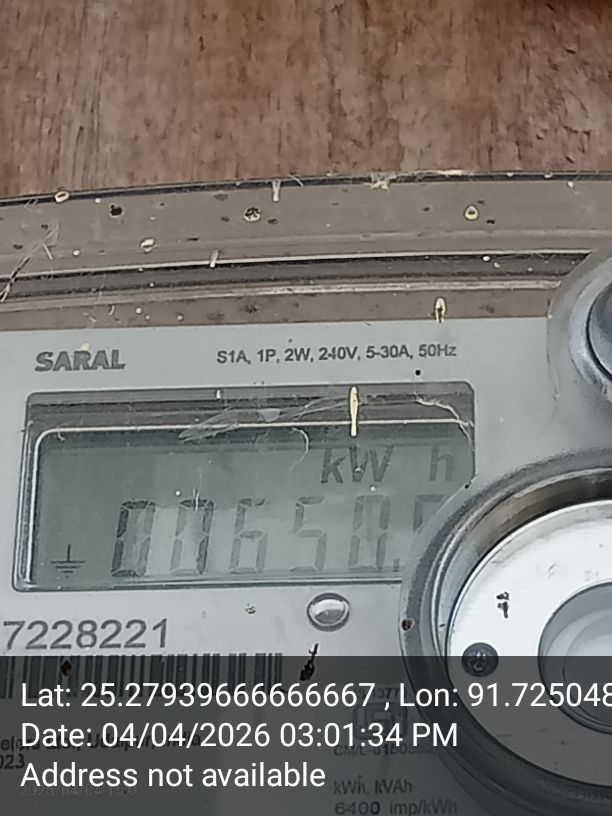 SARAL
S1A, 1P, 2W, 240V, 5-30A, 50Hz
kW h
00650.
7228221
Lat: 25.27939666666667 , Lon: 91.725048
Date: 04/04/2026 03:01:34 PM
Address not available
kWh, kVAh
6400 imp/kWh